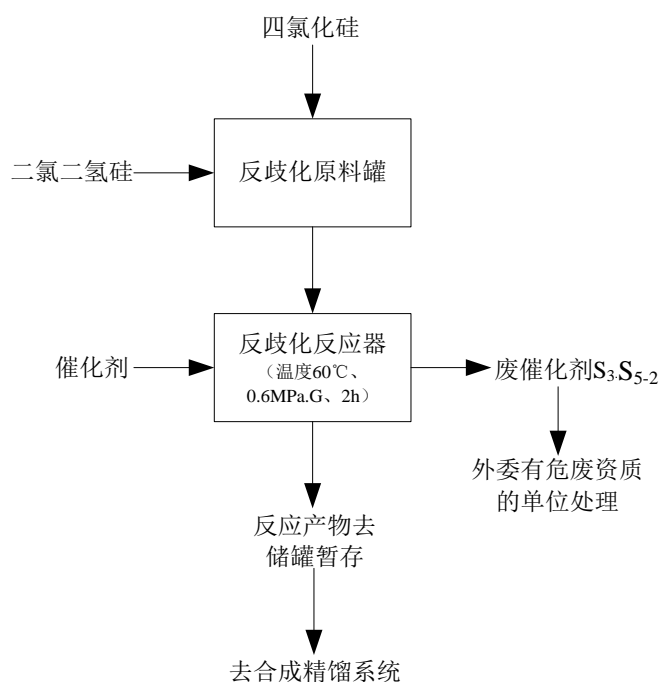 四氯化硅
二氯二氢硅
反歧化原料罐
催化剂
反歧化反应器
（温度60℃、
0.6MPa.G、2h）
废催化剂S3.S5-2
外委有危废资质
的单位处理
反应产物去
储罐暂存
去合成精馏系统